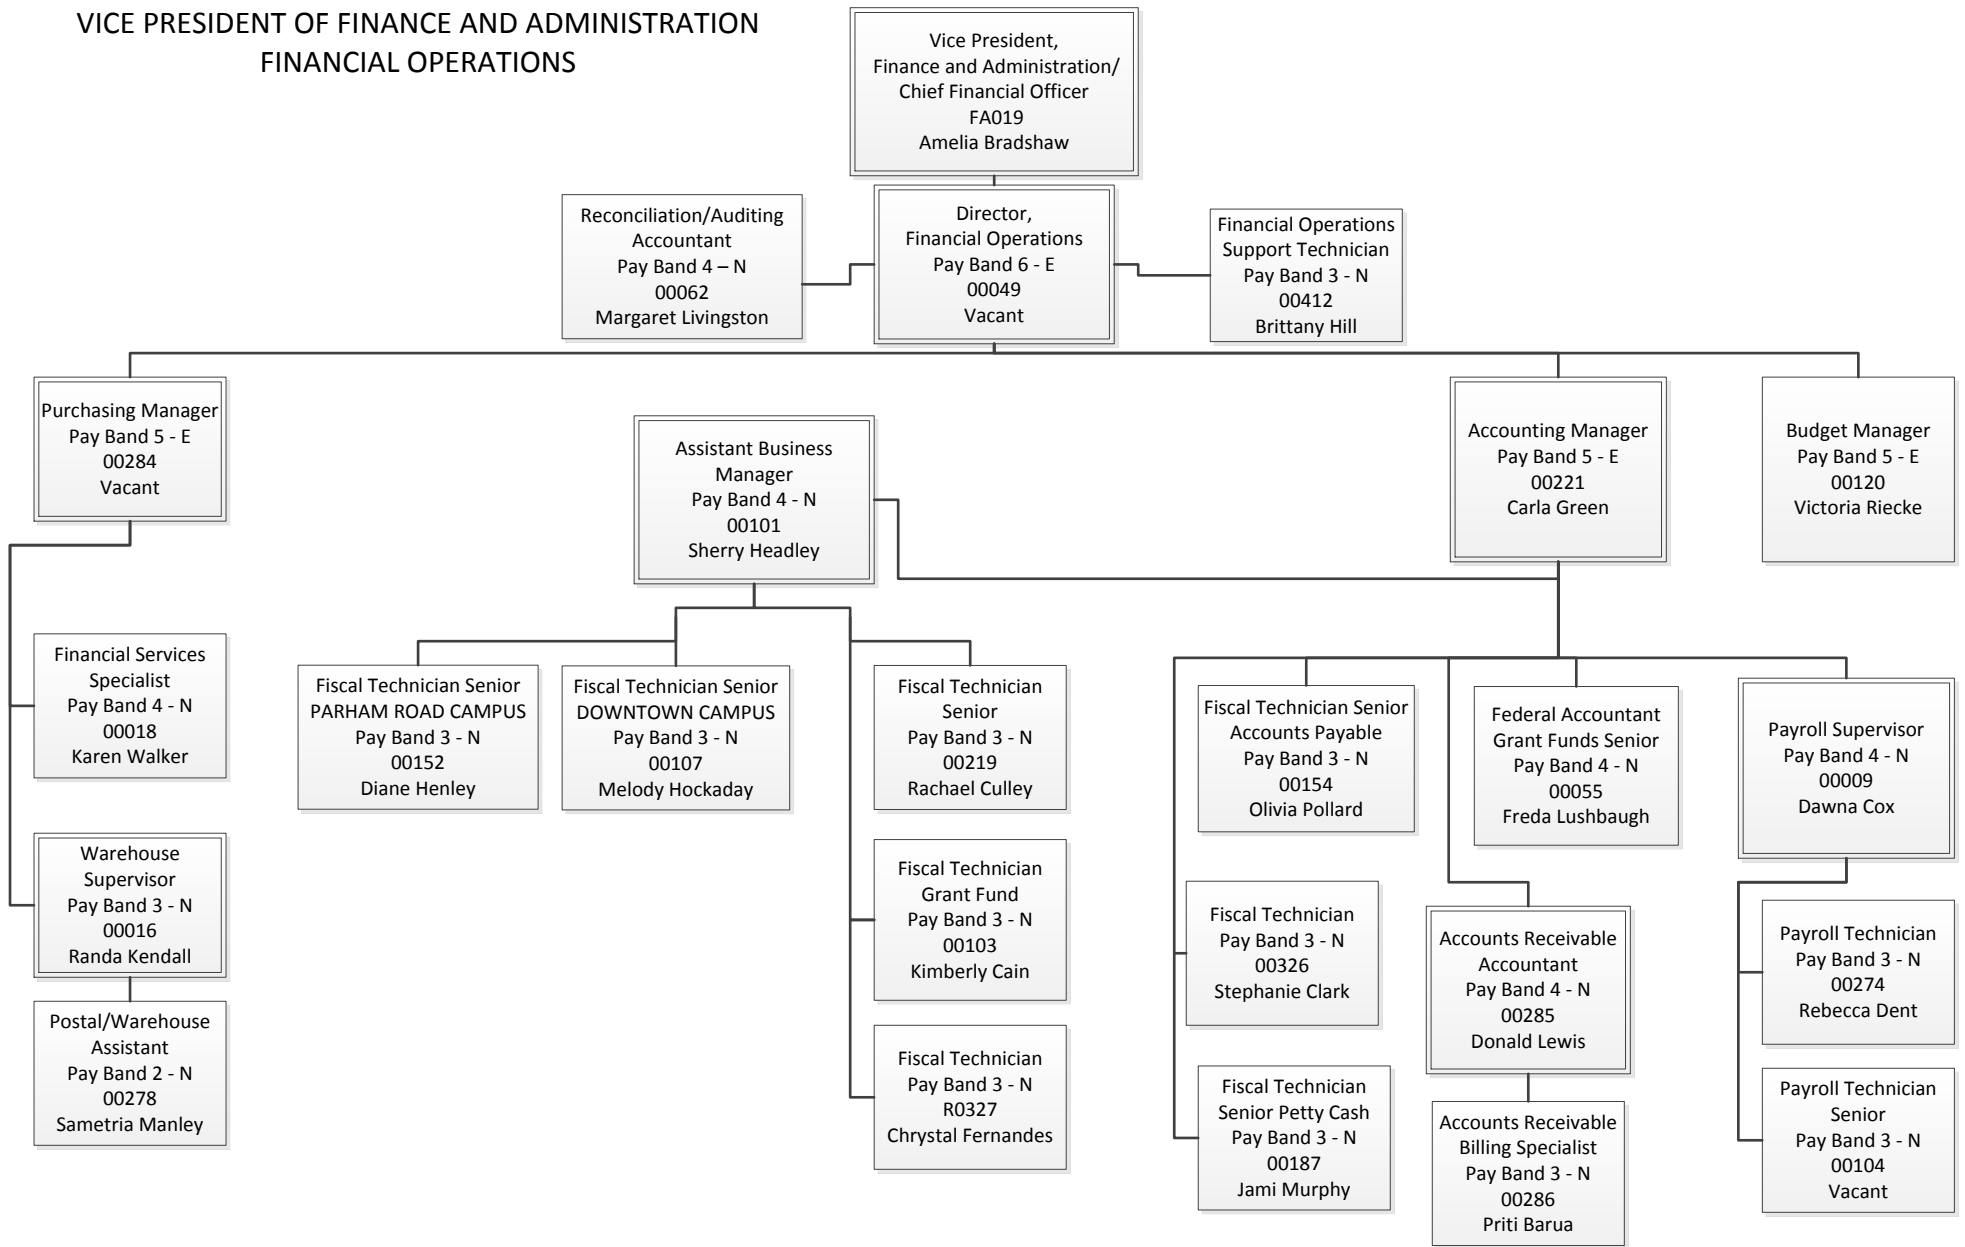 VICE PRESIDENT OF FINANCE AND ADMINISTRATION
FINANCIAL OPERATIONS
Vice President,
Finance and Administration/
Chief Financial Officer
FA019
Amelia Bradshaw
Reconciliation/Auditing
Accountant
Pay Band 4 – N
00062
Margaret Livingston
Director,
Financial Operations
Pay Band 6 - E
00049
Vacant
Financial Operations
Support Technician
Pay Band 3 - N
00412
Brittany Hill
Purchasing Manager
Pay Band 5 - E
00284
Vacant
Assistant Business
Manager
Pay Band 4 - N
00101
Sherry Headley
Accounting Manager
Pay Band 5 - E
00221
Carla Green
Budget Manager
Pay Band 5 - E
00120
Victoria Riecke
Financial Services
Specialist
Pay Band 4 - N
00018
Karen Walker
Fiscal Technician Senior
PARHAM ROAD CAMPUS
Pay Band 3 - N
00152
Diane Henley
Fiscal Technician Senior
DOWNTOWN CAMPUS
Pay Band 3 - N
00107
Melody Hockaday
Fiscal Technician
Senior
Pay Band 3 - N
00219
Rachael Culley
Fiscal Technician Senior
Accounts Payable
Pay Band 3 - N
00154
Olivia Pollard
Federal Accountant
Grant Funds Senior
Pay Band 4 - N
00055
Freda Lushbaugh
Payroll Supervisor
Pay Band 4 - N
00009
Dawna Cox
Warehouse
Supervisor
Pay Band 3 - N
00016
Randa Kendall
Fiscal Technician
Grant Fund
Pay Band 3 - N
00103
Kimberly Cain
Fiscal Technician
Pay Band 3 - N
00326
Stephanie Clark
Accounts Receivable
Accountant
Pay Band 4 - N
00285
Donald Lewis
Payroll Technician
Pay Band 3 - N
00274
Rebecca Dent
Postal/Warehouse
Assistant
Pay Band 2 - N
00278
Sametria Manley
Fiscal Technician
Pay Band 3 - N
R0327
Chrystal Fernandes
Fiscal Technician
Senior Petty Cash
Pay Band 3 - N
00187
Jami Murphy
Accounts Receivable
Billing Specialist
Pay Band 3 - N
00286
Priti Barua
Payroll Technician
Senior
Pay Band 3 - N
00104
Vacant